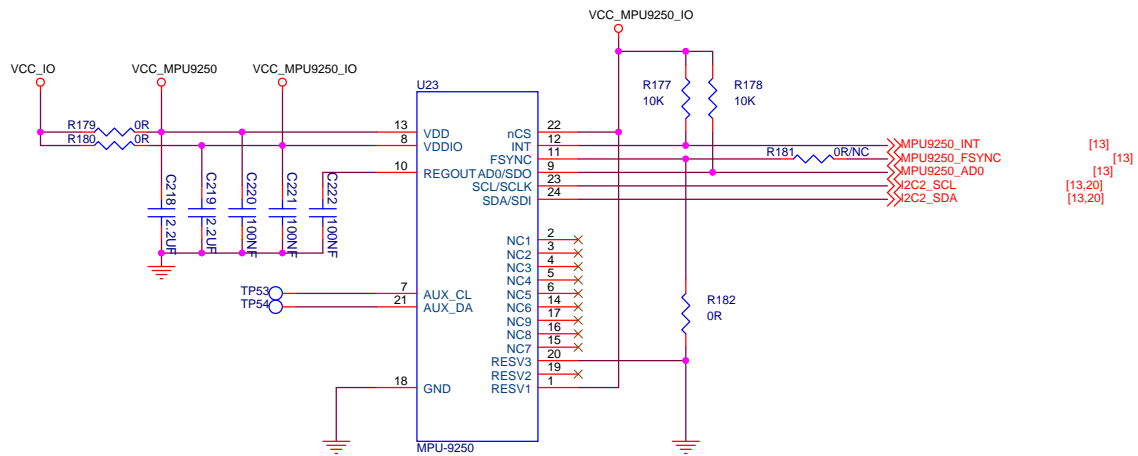 VCC_MPU9250_IO
VCC_IO
VCC_MPU9250
VCC_MPU9250_IO
U23
R177
10K
R178
10K
R179
0R
R180
0R
13
VDD
8
VDDIO
10
REGOUT
nCS
22
INT
12
FSYNC
11
AD0/SDO
9
SCL/SCLK
23
SDA/SDI
24
R181
0R/NC
MPU9250_INT
[13]
MPU9250_FSYNC
[13]
MPU9250_AD0
[13]
I2C2_SCL
[13,20]
I2C2_SDA
[13,20]
C218
2.2UF
C219
2.2UF
C220
100NF
C221
100NF
C222
100NF
NC1
2
NC2
3
NC3
4
NC4
5
NC5
6
NC6
14
NC9
17
NC8
16
NC7
15
RESV3
20
RESV2
19
RESV1
1
TP53
7
AUX_CL
TP54
21
AUX_DA
R182
0R
18
GND
MPU-9250